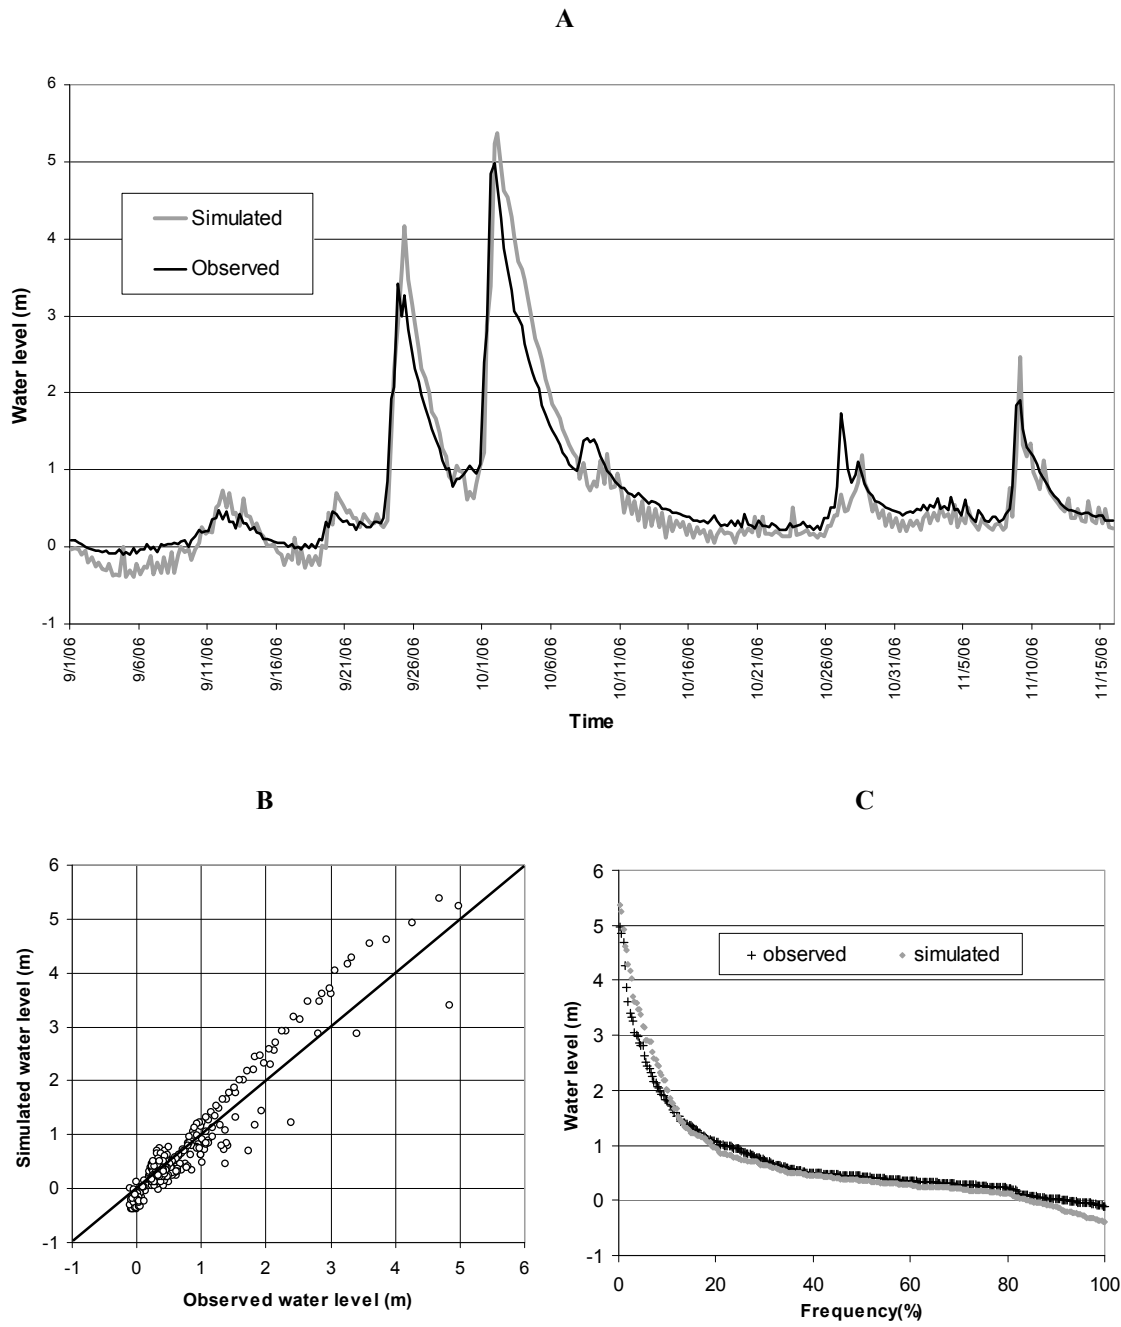 A
6
5
4
3
2
1
0
-1
Water level (m)
Simulated
Observed
9/1/06
9/6/06
9/11/06
9/16/06
9/21/06
9/26/06
10/1/06
10/6/06
10/11/06
10/16/06
10/21/06
10/26/06
10/31/06
11/5/06
11/10/06
11/15/06
Time
B
6
5
4
3
2
1
0
-1
Simulated water level (m)
-1 0 1 2 3 4 5 6
Observed water level (m)
C
6
5
4
3
2
1
0
-1
Water level (m)
observed simulated
0 20 40 60 80 100
Frequency(%)